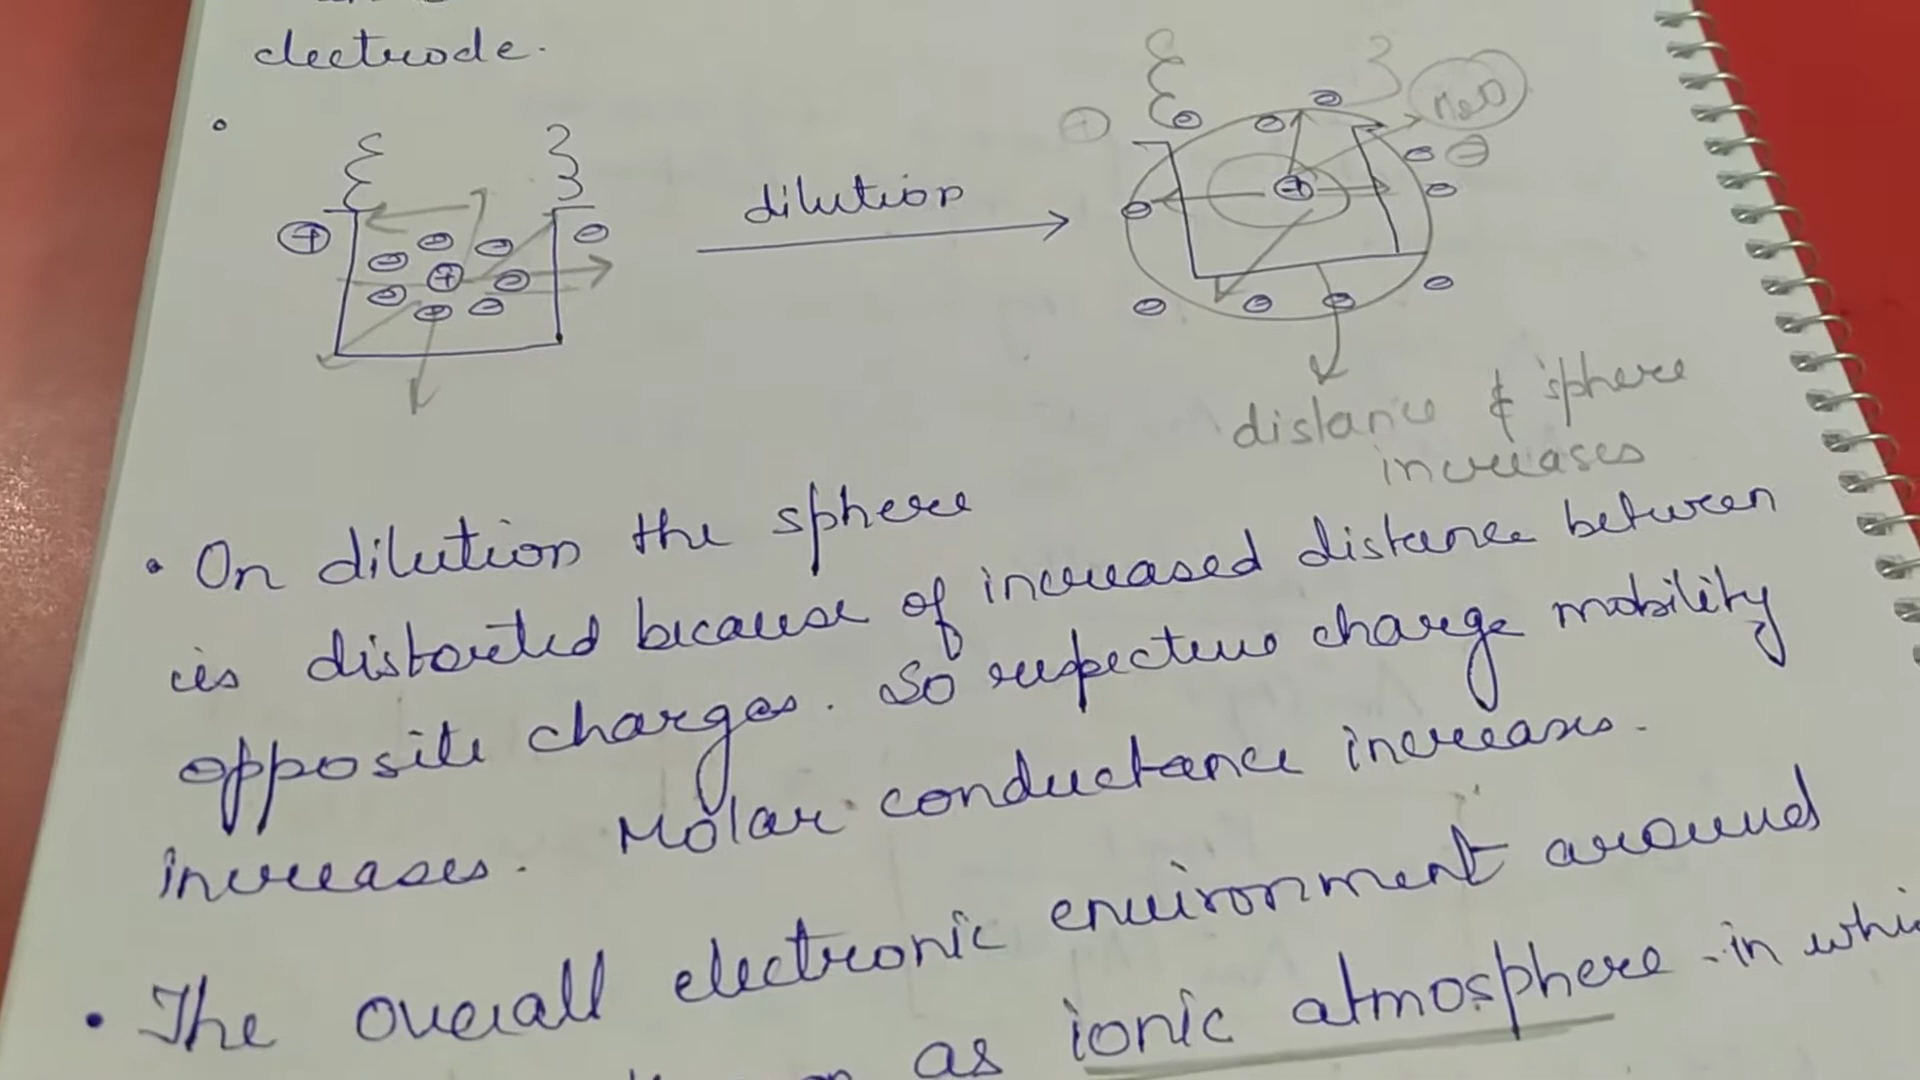 electrode.
dilution
H2O
distance & sphere
increases
• On dilution the sphere
is distorted because of increased distance between
opposite charges. So respective charge mobility
increases. Molar conductance increases.
• The overall electronic environment around
as ionic atmosphere in whi